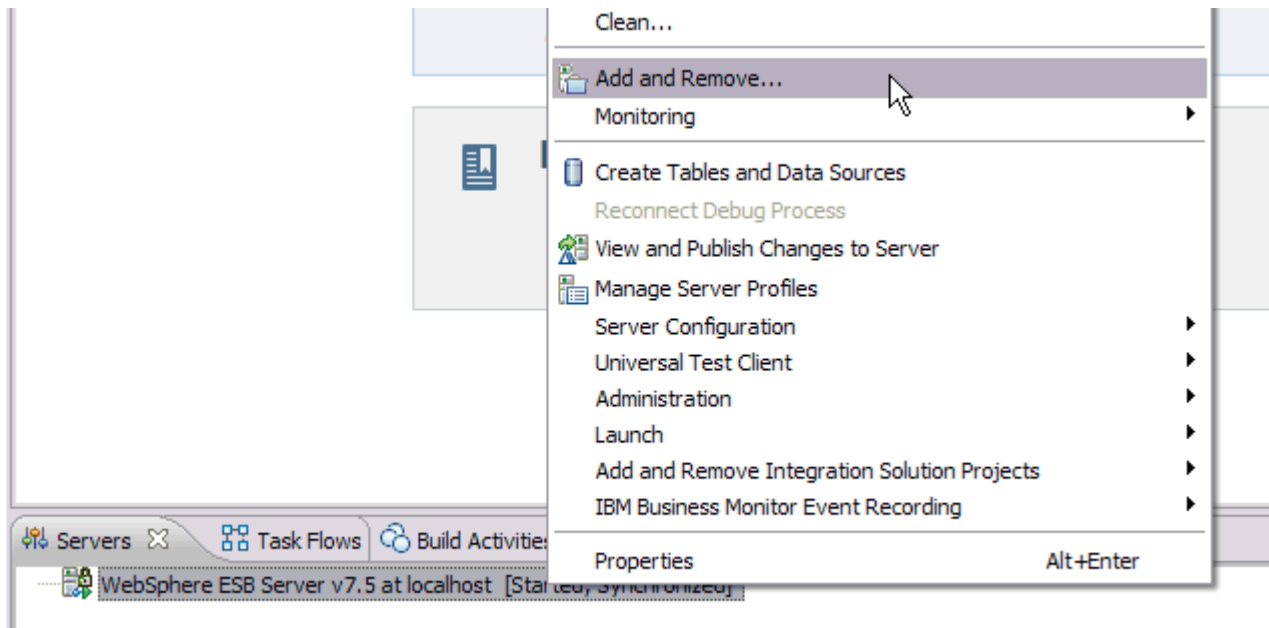 Clean...
Add and Remove...
Monitoring
Create Tables and Data Sources
Reconnect Debug Process
View and Publish Changes to Server
Manage Server Profiles
Server Configuration
Universal Test Client
Administration
Launch
Add and Remove Integration Solution Projects
IBM Business Monitor Event Recording
Properties Alt+Enter
Servers Task Flows Build Activities
WebSphere ESB Server v7.5 at localhost [Started, Synchronized]